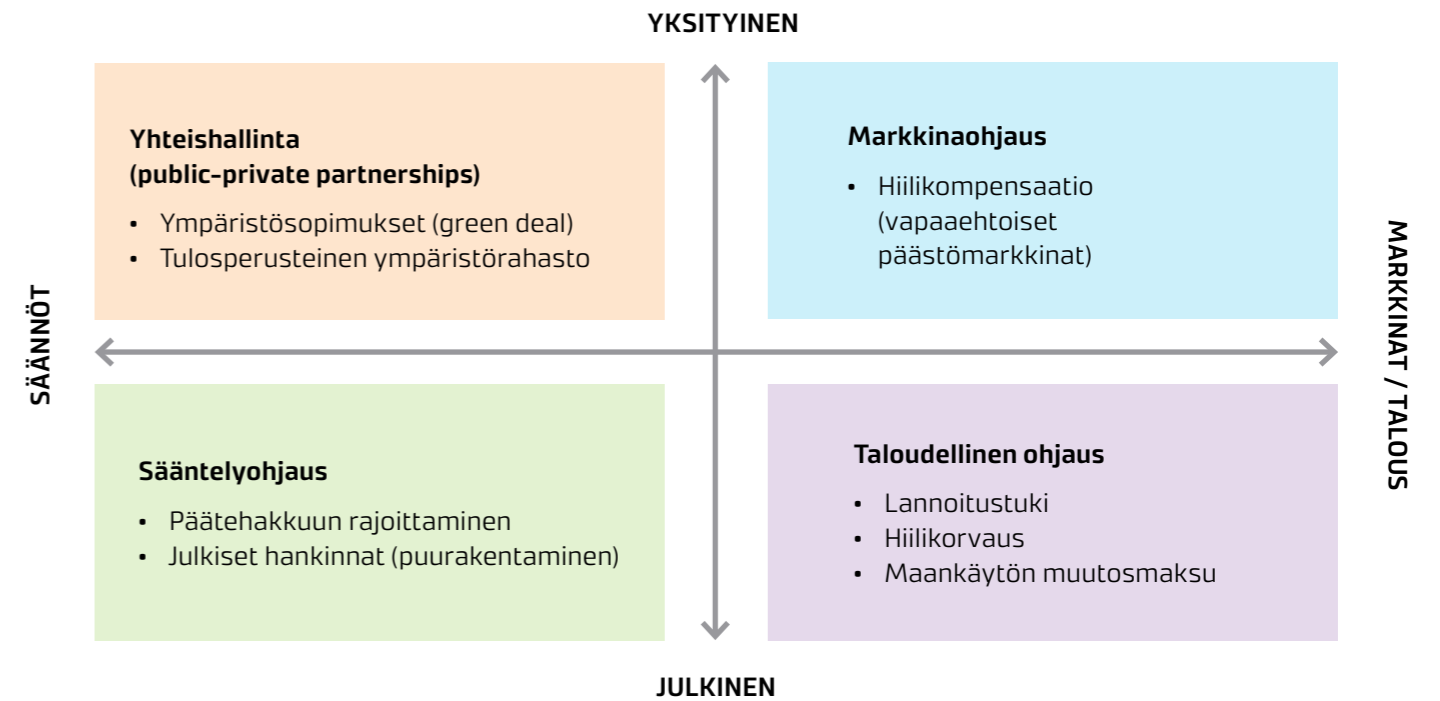 YKSITYINEN
Yhteishallinta
(public-private partnerships)
• Ympäristösopimukset (green deal)
• Tulosperusteinen ympäristörahasto
Markkinaohjaus
• Hiilikompensaatio
(vapaaehtoiset
päästömarkkinat)
SÄÄNNÖT
MARKKINAT / TALOUS
Sääntelyohjaus
• Päätehakkuun rajoittaminen
• Julkiset hankinnat (puurakentaminen)
Taloudellinen ohjaus
• Lannoitustuki
• Hiilikorvaus
• Maankäytön muutosmaksu
JULKINEN